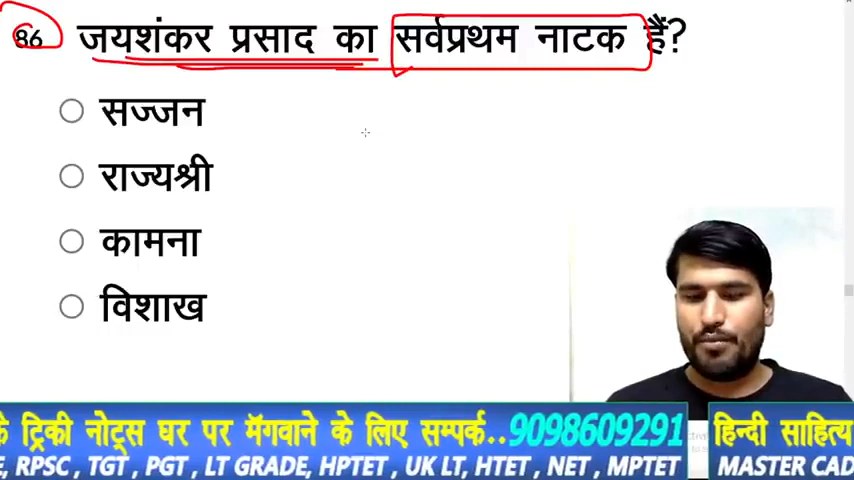 86 जयशंकर प्रसाद का सर्वप्रथम नाटक हैं?
सज्जन
राज्यश्री
कामना
विशाख
के ट्रिकी नोट्स घर पर मॅंगवाने के लिए सम्पर्क..9098609291 हिन्दी साहित्य
RPSC , TGT , PGT , LT GRADE, HPTET , UK LT, HTET , NET , MPTET MASTER CAD